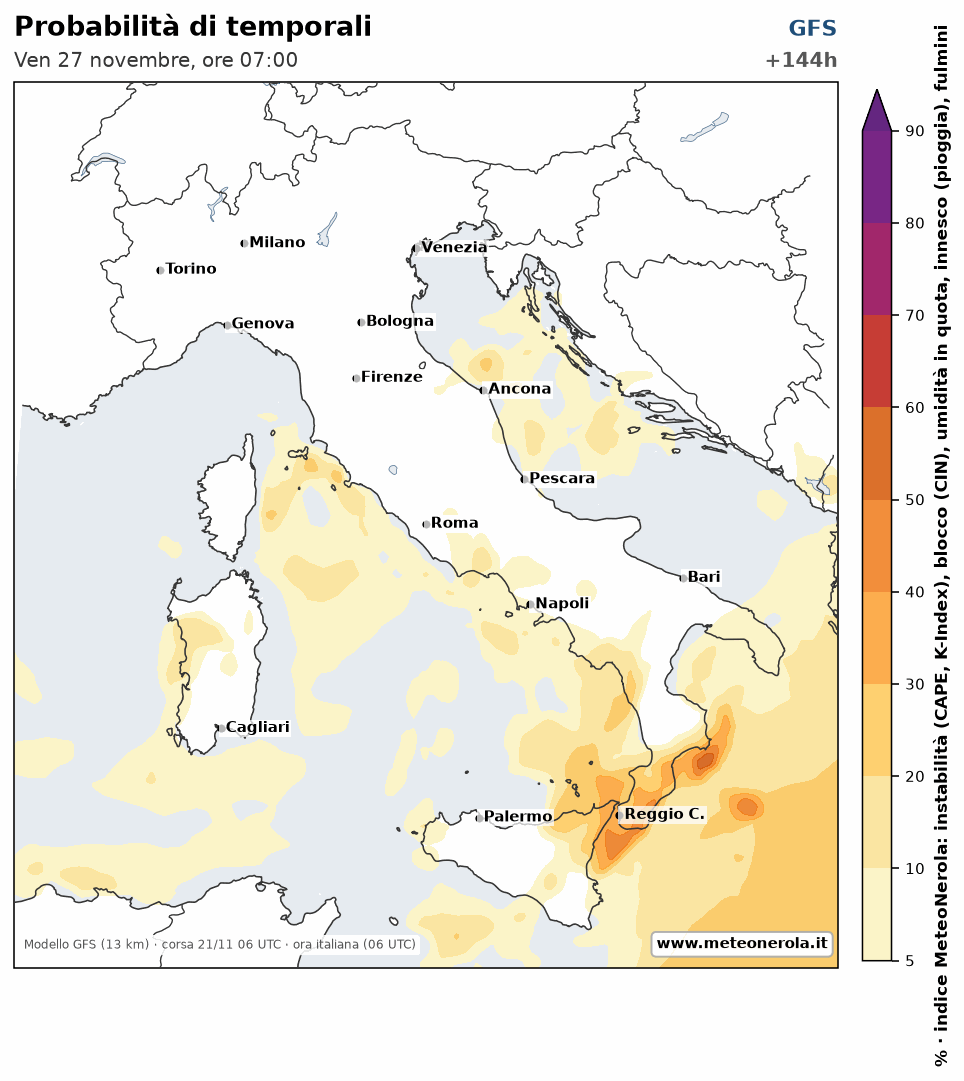 Probabilità di temporali
GFS
Ven 27 novembre, ore 07:00
+144h
Milano
Venezia
Torino
Genova
Bologna
Firenze
Ancona
Pescara
Roma
Bari
Napoli
Cagliari
Palermo
Reggio C.
Modello GFS (13 km) · corsa 21/11 06 UTC · ora italiana (06 UTC)
www.meteonerola.it
90
80
70
60
50
40
30
20
10
5
% · indice MeteoNerola: instabilità (CAPE, K-Index), blocco (CIN), umidità in quota, innesco (pioggia), fulmini